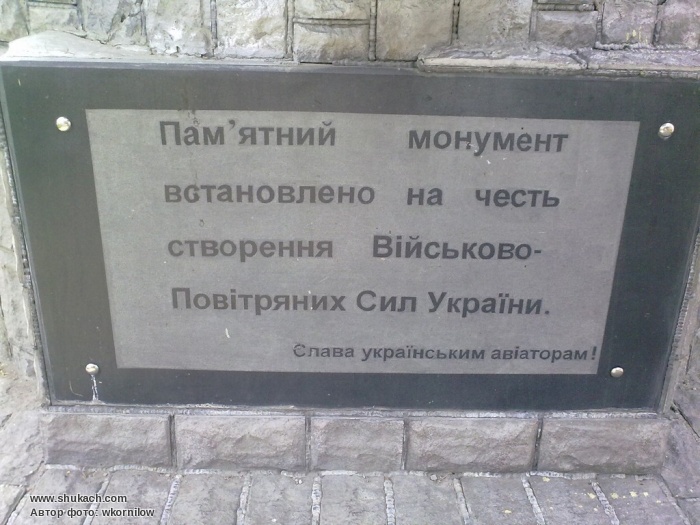 Пам’ятний монумент
встановлено на честь
створення Військово-
Повітряних Сил України.
Слава українським авіаторам!
www.shukach.com
Автор фото: wkornilow